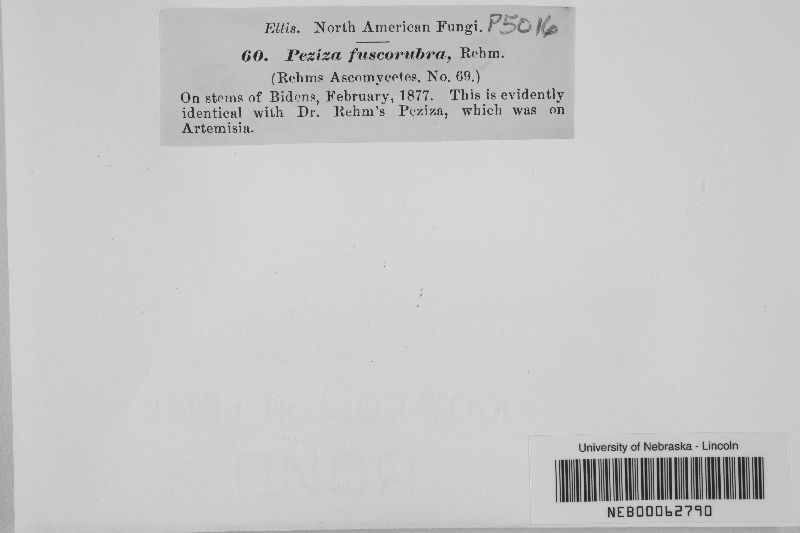 Ellis. North American Fungi. P5016
60. Peziza fuscorubra, Rehm.
(Rehms Ascomycetes, No. 69.)
On stems of Bidens, February, 1877. This is evidently
identical with Dr. Rehm's Peziza, which was on
Artemisia.
University of Nebraska - Lincoln
NEB00062790